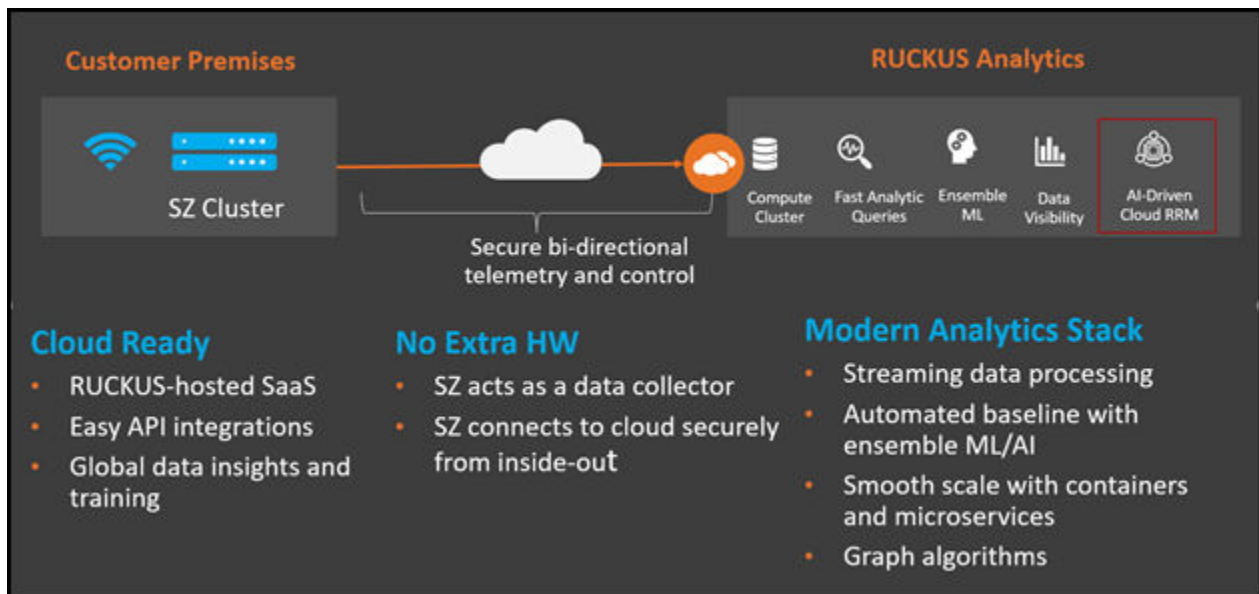 Customer Premises
RUCKUS Analytics
SZ Cluster
Compute
Cluster
Fast Analytic
Queries
Ensemble
ML
Data
Visibility
AI-Driven
Cloud RRM
Secure bi-directional
telemetry and control
Cloud Ready
• RUCKUS-hosted SaaS
• Easy API integrations
• Global data insights and
training
No Extra HW
• SZ acts as a data collector
• SZ connects to cloud securely
from inside-out
Modern Analytics Stack
• Streaming data processing
• Automated baseline with
ensemble ML/AI
• Smooth scale with containers
and microservices
• Graph algorithms